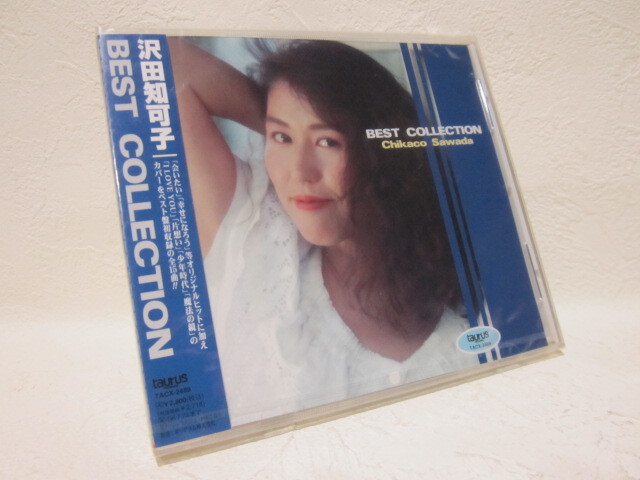 沢田知可子
BEST COLLECTION
「会いたい」「幸せになろう」等オリジナルヒットに加え
「I LOVE YOU」「片想い」「少年時代」「魔法の鏡」の
カバーをベスト盤初収録の全15曲!!
taurus
BEST COLLECTION
Chikaco Sawada
taurus